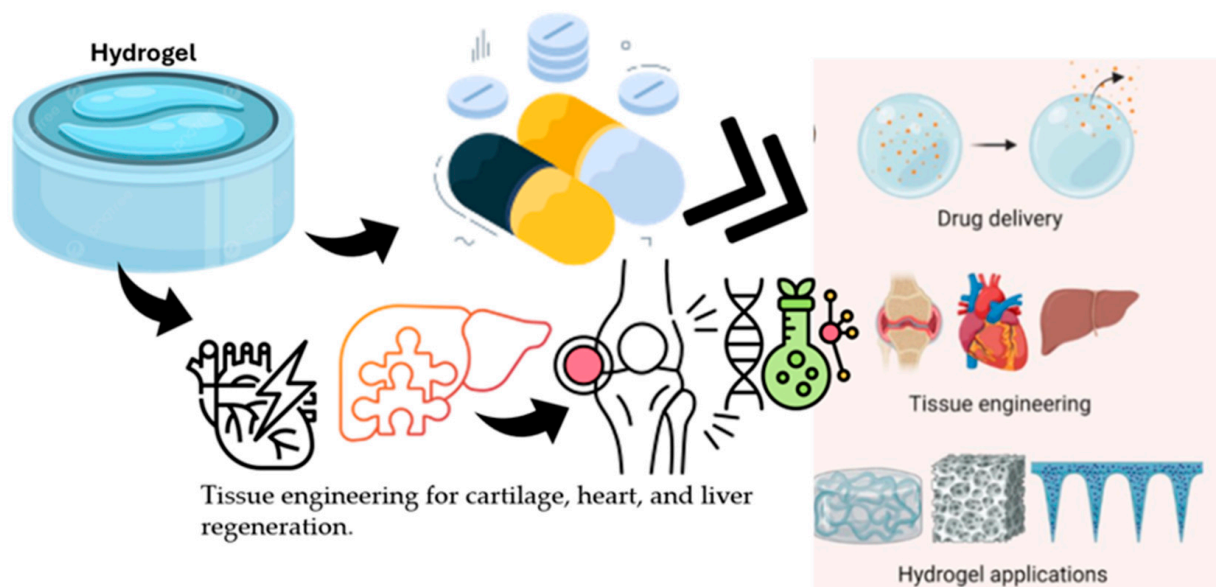 Hydrogel
Drug delivery
Tissue engineering
Tissue engineering for cartilage, heart, and liver
regeneration.
Hydrogel applications